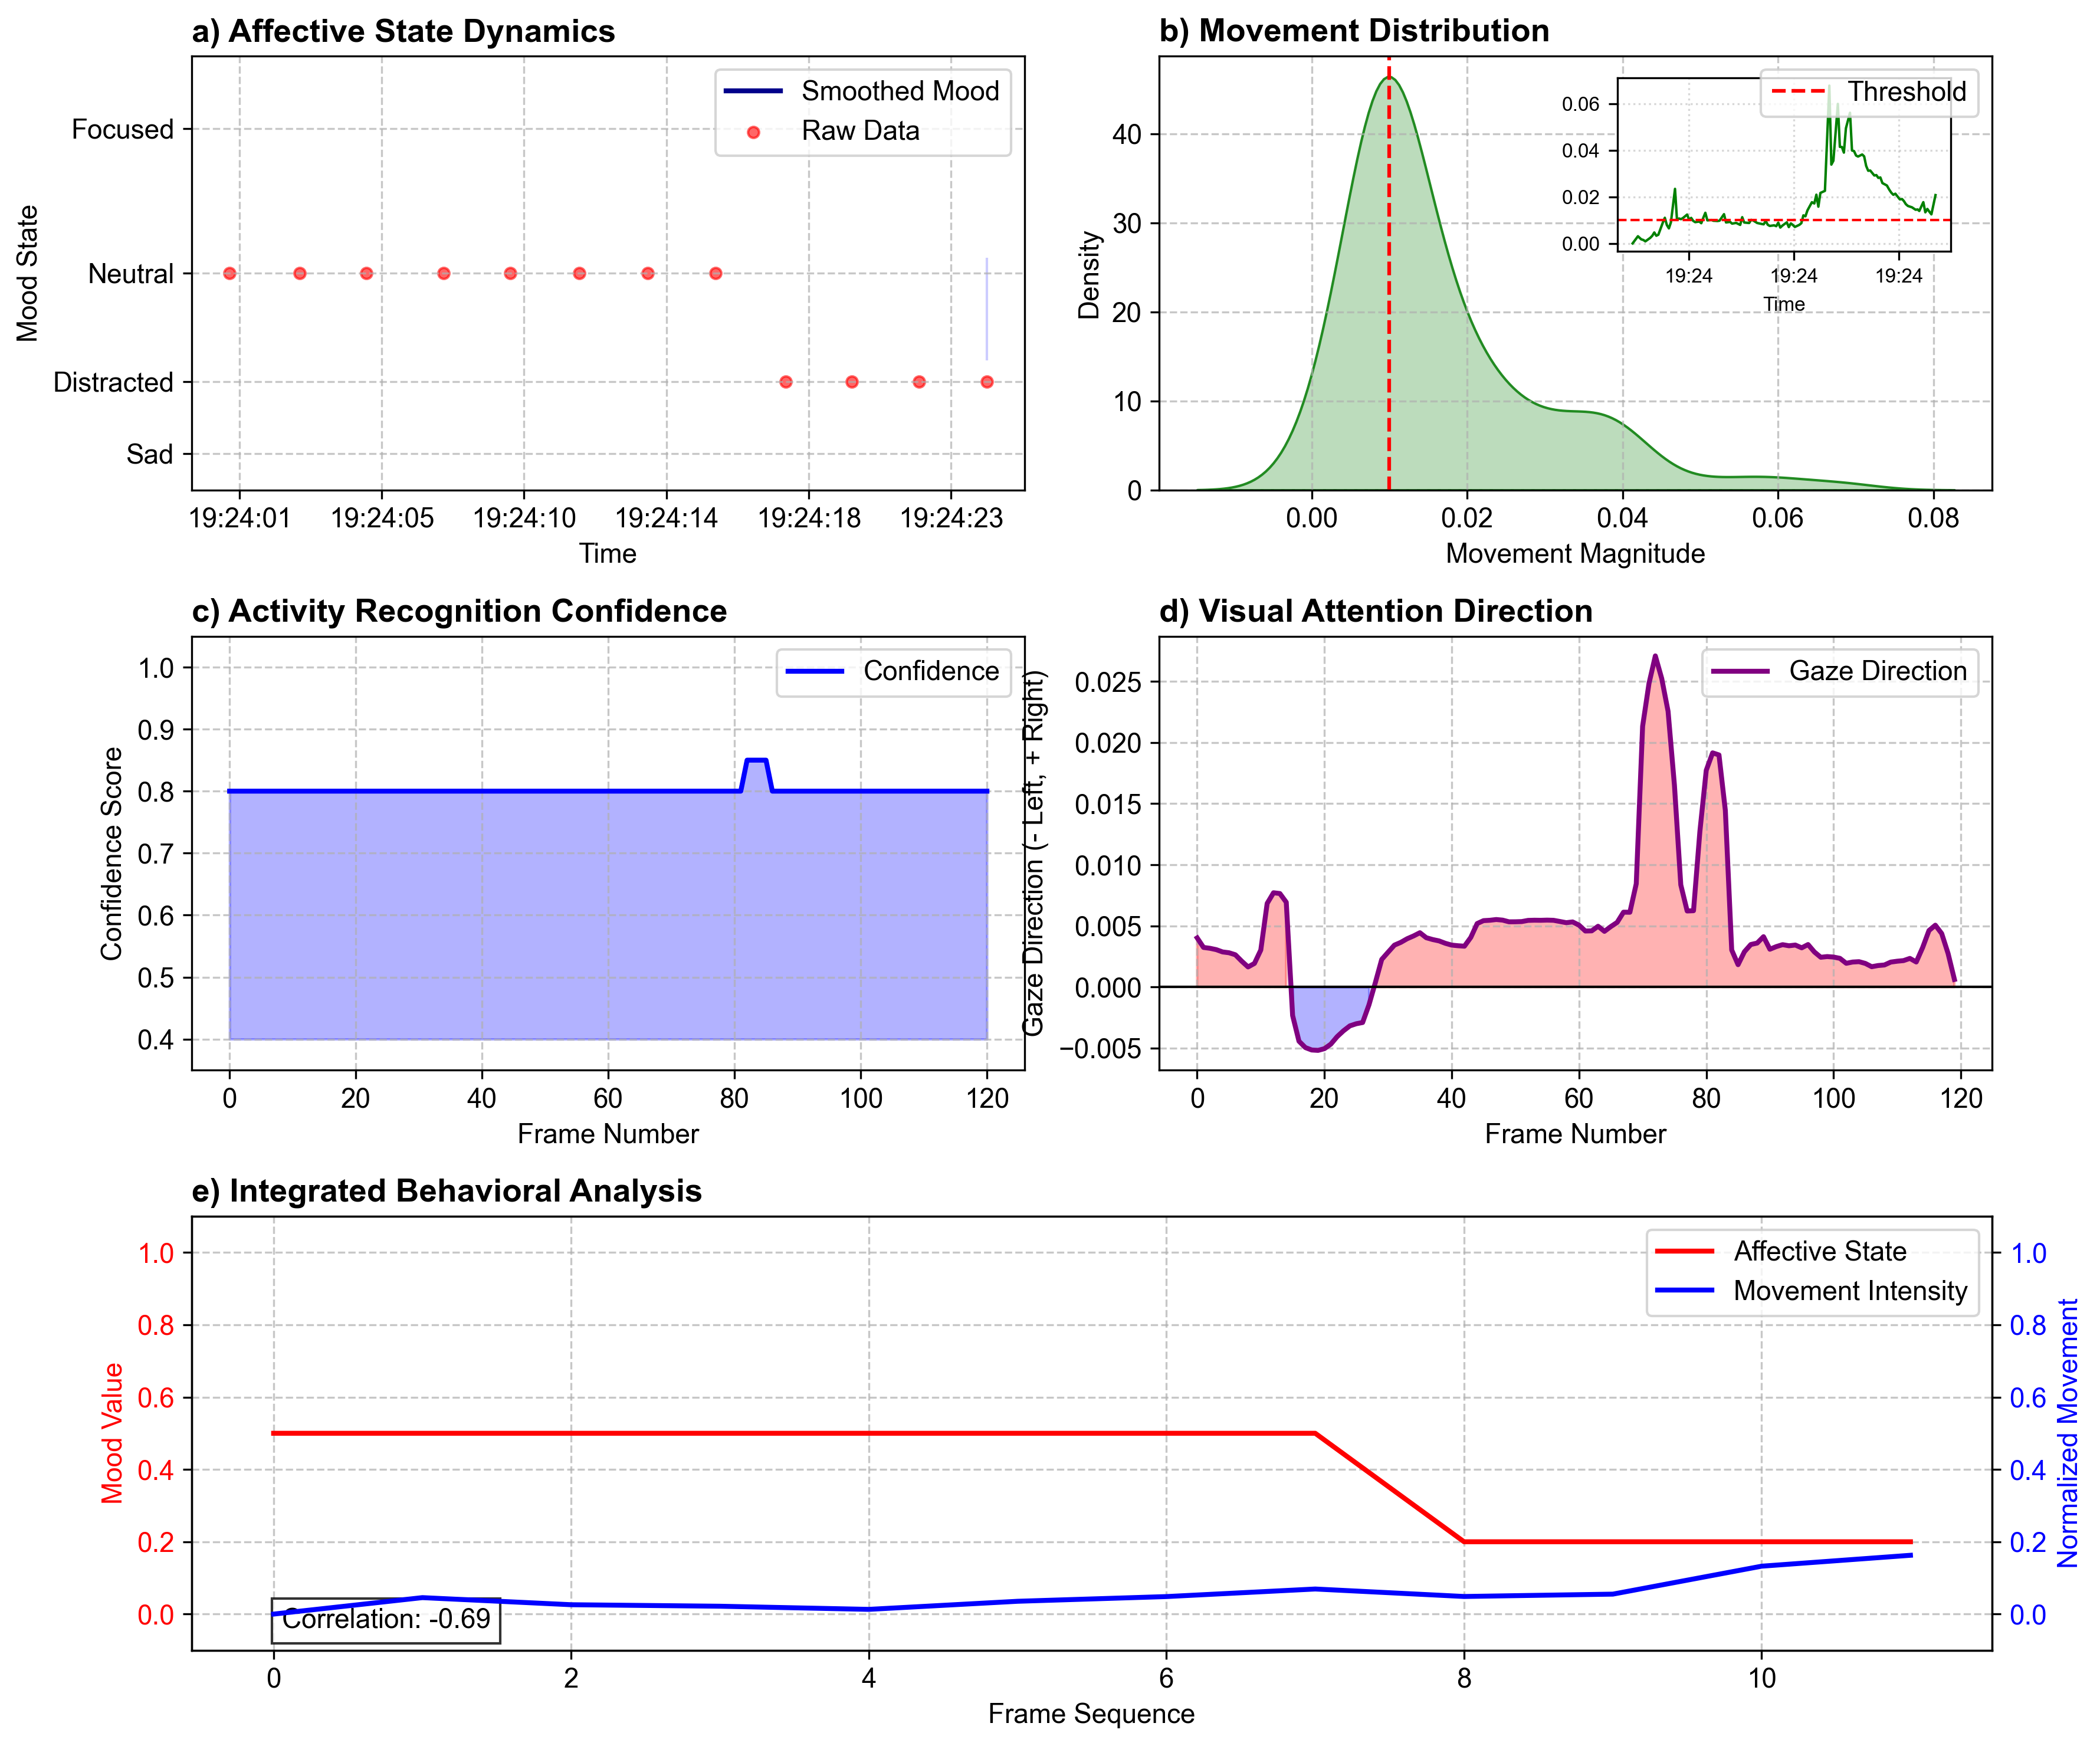 a) Affective State Dynamics
Smoothed Mood
Raw Data
Focused
Neutral
Distracted
Sad
Mood State
19:24:01 19:24:05 19:24:10 19:24:14 19:24:18 19:24:23
Time
b) Movement Distribution
Threshold
40
30
20
10
0
Density
0.06
0.04
0.02
0.00
19:24 19:24 19:24
Time
0.00 0.02 0.04 0.06 0.08
Movement Magnitude
c) Activity Recognition Confidence
Confidence
1.0
0.9
0.8
0.7
0.6
0.5
0.4
Confidence Score
0 20 40 60 80 100 120
Frame Number
d) Visual Attention Direction
Gaze Direction
0.025
0.020
0.015
0.010
0.005
0.000
−0.005
Gaze Direction (- Left, + Right)
0 20 40 60 80 100 120
Frame Number
e) Integrated Behavioral Analysis
Affective State
Movement Intensity
1.0
0.8
0.6
0.4
0.2
0.0
Mood Value
1.0
0.8
0.6
0.4
0.2
0.0
Normalized Movement
Correlation: -0.69
0 2 4 6 8 10
Frame Sequence